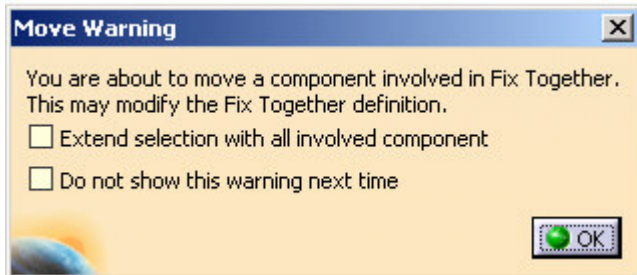 Move Warning
You are about to move a component involved in Fix Together.
This may modify the Fix Together definition.
Extend selection with all involved component
Do not show this warning next time
OK